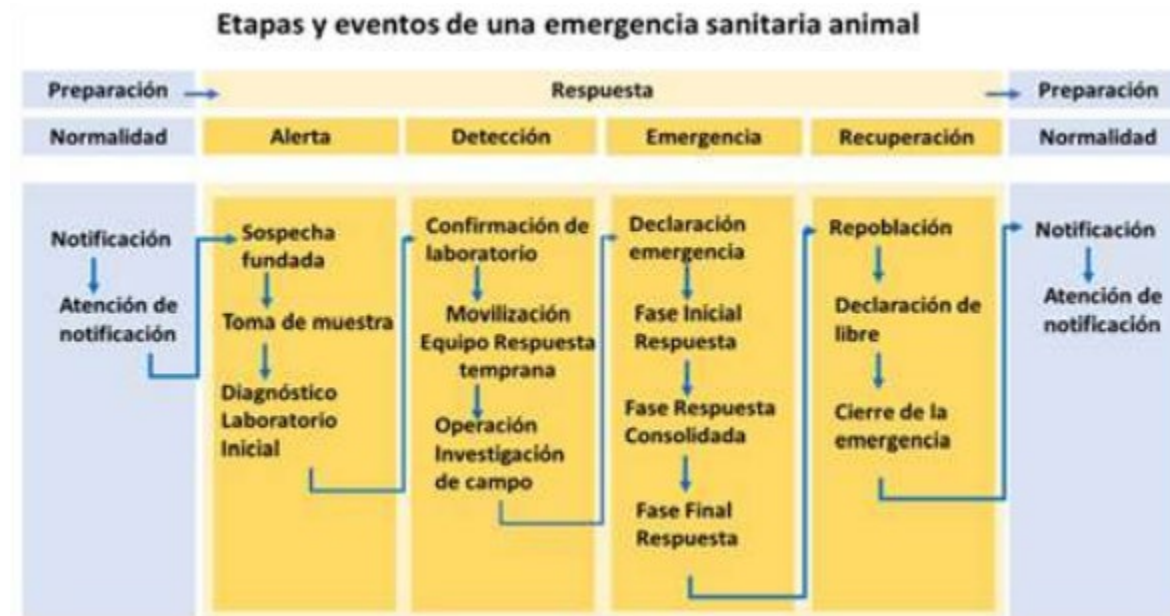 Etapas y eventos de una emergencia sanitaria animal
Preparación
Respuesta
Preparación
Normalidad
Alerta
Detección
Emergencia
Recuperación
Normalidad
Notificación
Atención de
notificación
Sospecha
fundada
Toma de muestra
Diagnóstico
Laboratorio
Inicial
Confirmación de
laboratorio
Movilización
Equipo Respuesta
temprana
Operación
Investigación
de campo
Declaración
emergencia
Fase Inicial
Respuesta
Fase Respuesta
Consolidada
Fase Final
Respuesta
Repoblación
Declaración de
libre
Cierre de la
emergencia
Notificación
Atención de
notificación